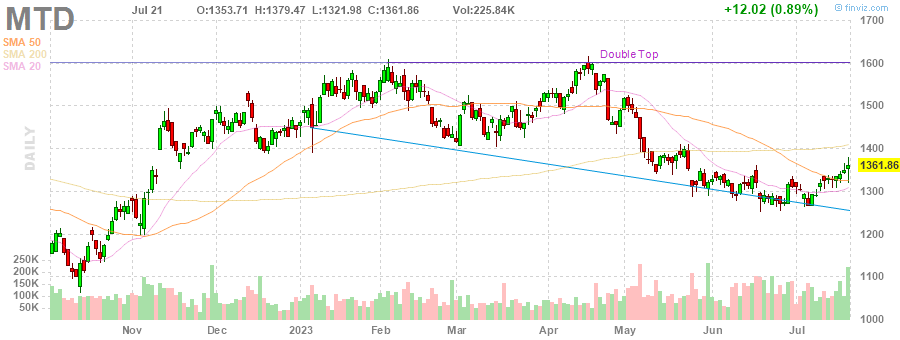 MTD
Jul 21 O:1353.71 H:1379.47 L:1321.98 C:1361.86 Vol:225.84K +12.02 (0.89%)
© finviz.com
SMA 50
SMA 200
SMA 20
DAILY
Double Top
1700
1600
1500
1400
1361.86
1300
1200
1100
1000
250K
200K
150K
100K
50K
Nov Dec 2023 Feb Mar Apr May Jun Jul